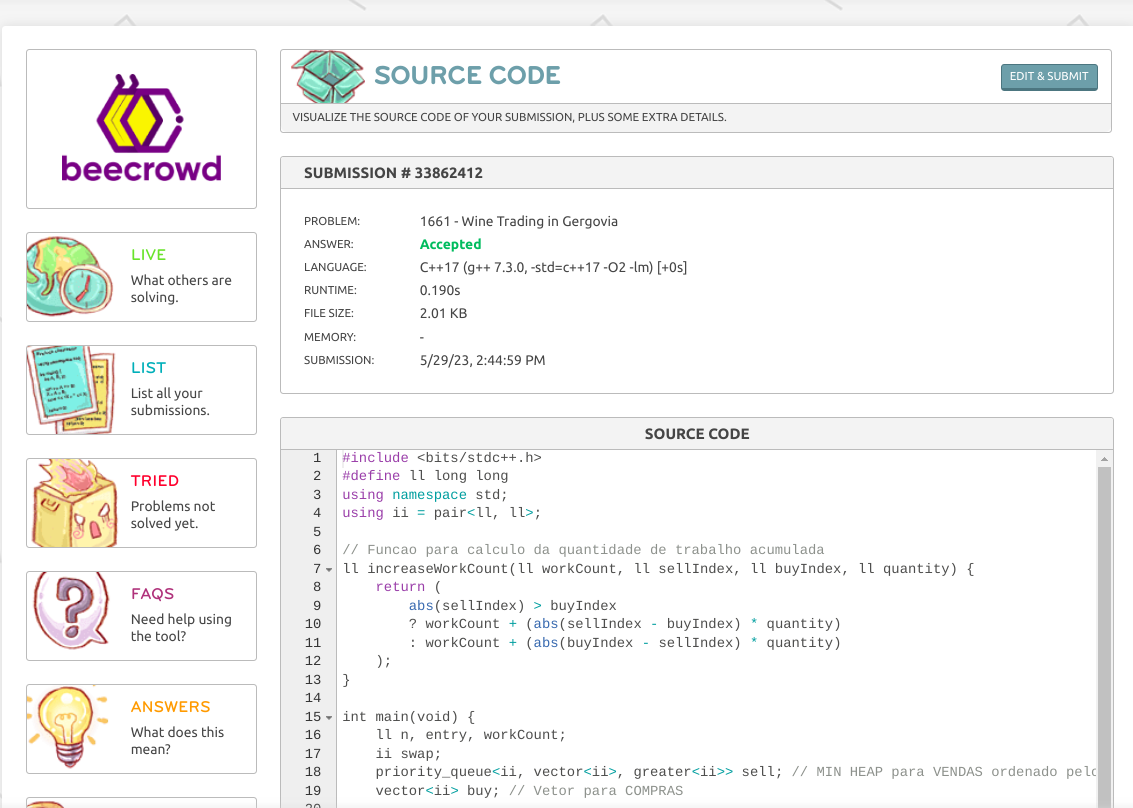 beecrowd
LIVE
What others are
solving.
LIST
List all your
submissions.
TRIED
Problems not
solved yet.
FAQS
Need help using
the tool?
ANSWERS
What does this
mean?
SOURCE CODE
EDIT & SUBMIT
VISUALIZE THE SOURCE CODE OF YOUR SUBMISSION, PLUS SOME EXTRA DETAILS.
SUBMISSION # 33862412
PROBLEM: 1661 - Wine Trading in Gergovia
ANSWER: Accepted
LANGUAGE: C++17 (g++ 7.3.0, -std=c++17 -O2 -lm) [+0s]
RUNTIME: 0.190s
FILE SIZE: 2.01 KB
MEMORY: -
SUBMISSION: 5/29/23, 2:44:59 PM
SOURCE CODE
1 #include <bits/stdc++.h>
2 #define ll long long
3 using namespace std;
4 using ii = pair<ll, ll>;
5
6 // Funcao para calculo da quantidade de trabalho acumulada
7 ll increaseWorkCount(ll workCount, ll sellIndex, ll buyIndex, ll quantity) {
8 return (
9 abs(sellIndex) > buyIndex
10 ? workCount + (abs(sellIndex - buyIndex) * quantity)
11 : workCount + (abs(buyIndex - sellIndex) * quantity)
12 );
13 }
14
15 int main(void) {
16 ll n, entry, workCount;
17 ii swap;
18 priority_queue<ii, vector<ii>, greater<ii>> sell; // MIN HEAP para VENDAS ordenado pelo
19 vector<ii> buy; // Vetor para COMPRAS
20